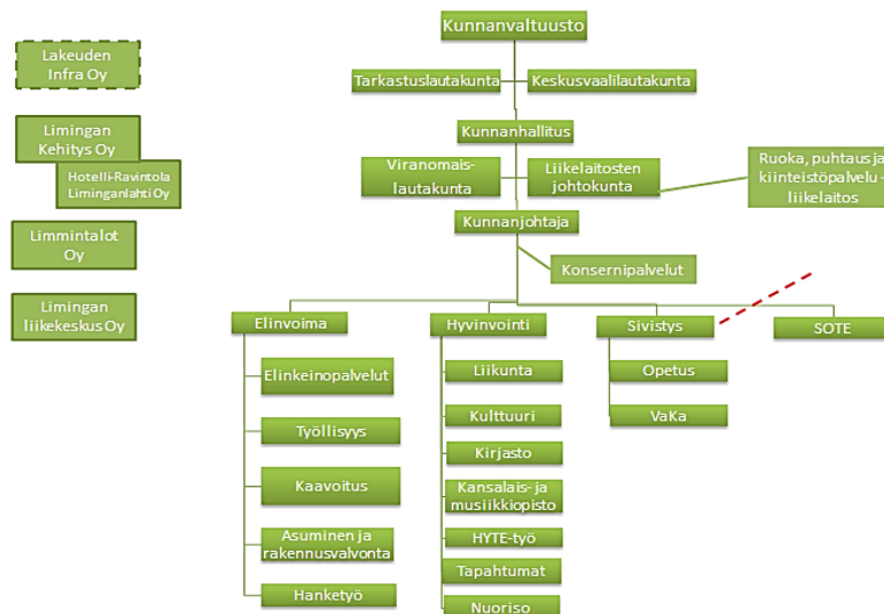 Kunnanvaltuusto
Lakeuden
Infra Oy
Tarkastuslautakunta
Keskusvaalilautakunta
Limingan
Kehitys Oy
Hotelli-Ravintola
Liminganlahti Oy
Kunnanhallitus
Viranomais-
lautakunta
Liikelaitosten
johtokunta
Ruoka, puhtaus ja
kiinteistöpalvelu -
liikelaitos
Limmintalot
Oy
Kunnanjohtaja
Konsernipalvelut
Limingan
liikekeskus Oy
Elinvoima
Hyvinvointi
Sivistys
SOTE
Elinkeinopalvelut
Työllisyys
Kaavoitus
Asuminen ja
rakennusvalvonta
Hanketyö
Liikunta
Kulttuuri
Kirjasto
Kansalais- ja
musiikkiopisto
HYTE-työ
Tapahtumat
Nuoriso
Opetus
VaKa